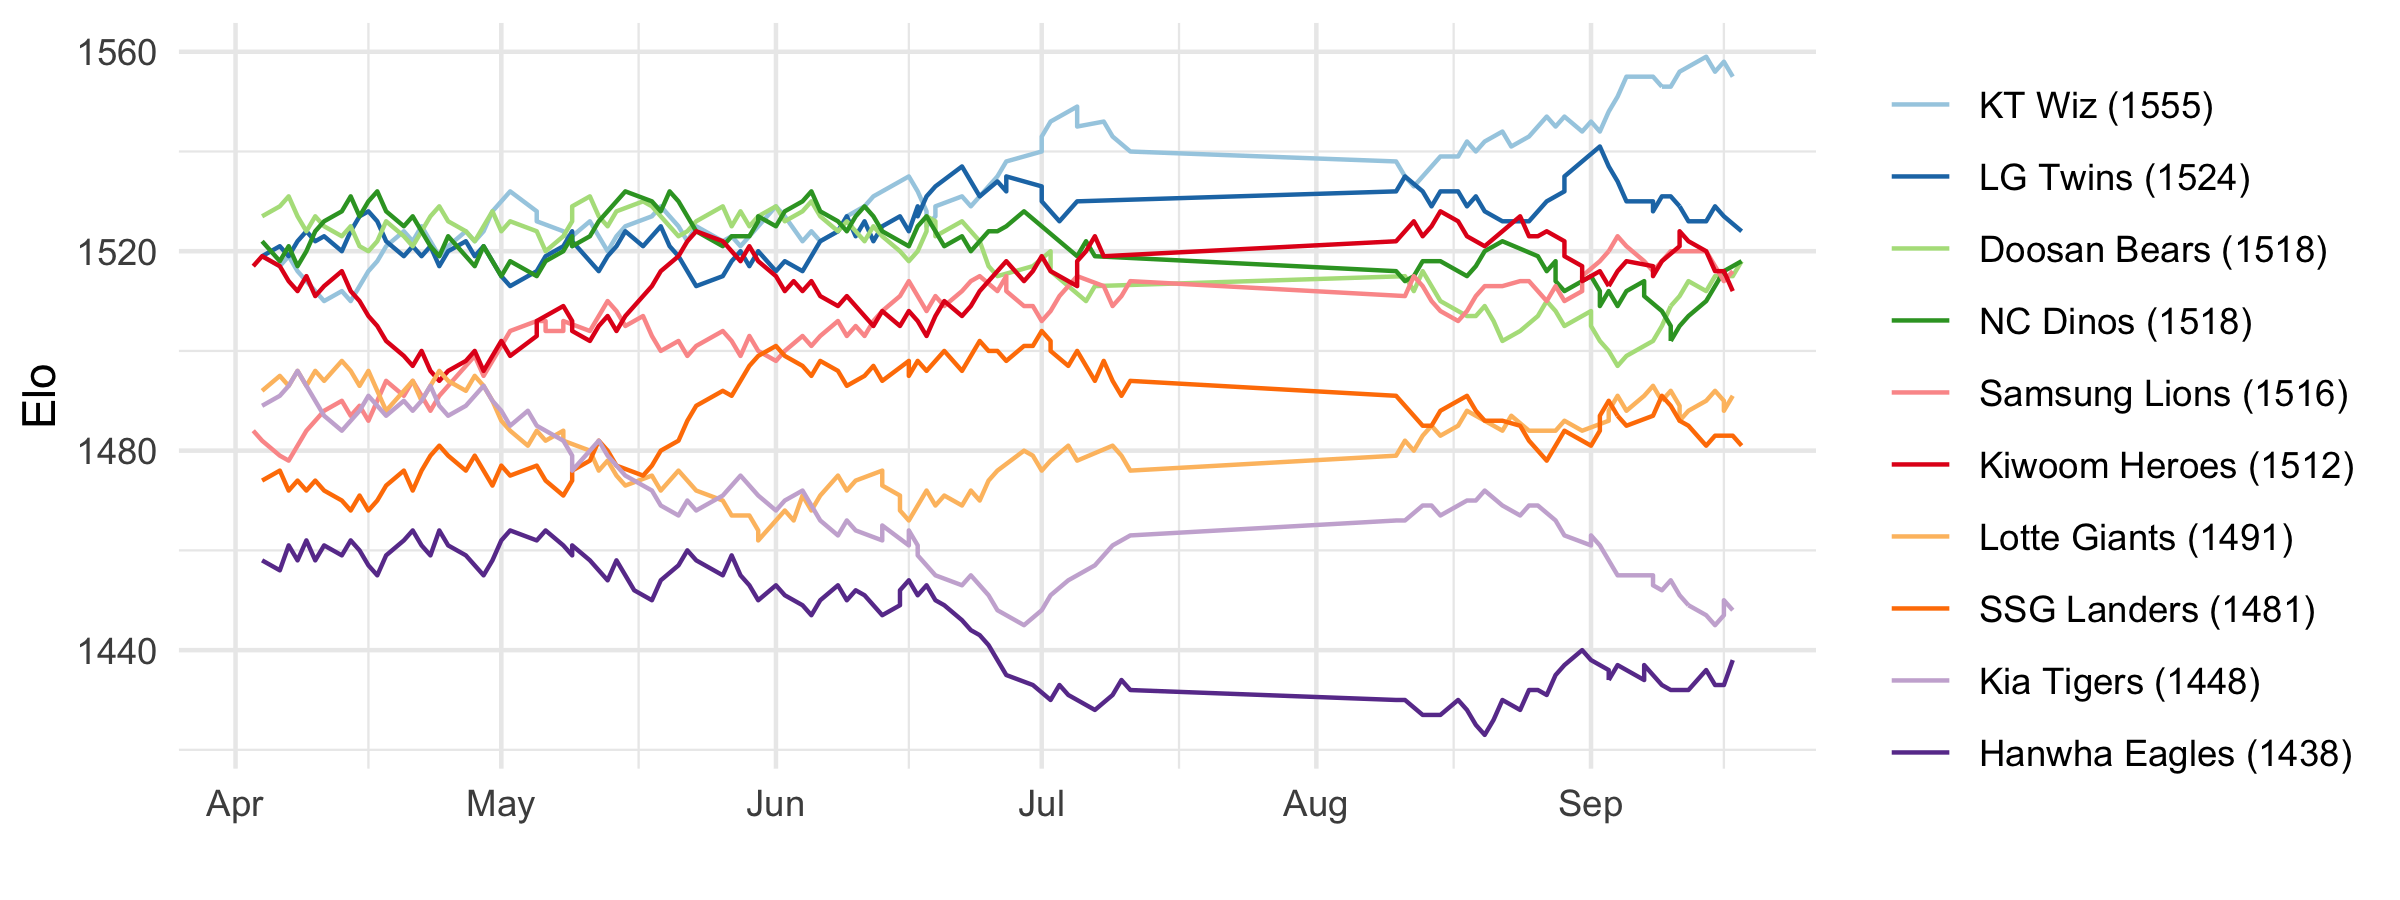 Elo
1560
1520
1480
1440
Apr May Jun Jul Aug Sep
KT Wiz (1555)
LG Twins (1524)
Doosan Bears (1518)
NC Dinos (1518)
Samsung Lions (1516)
Kiwoom Heroes (1512)
Lotte Giants (1491)
SSG Landers (1481)
Kia Tigers (1448)
Hanwha Eagles (1438)